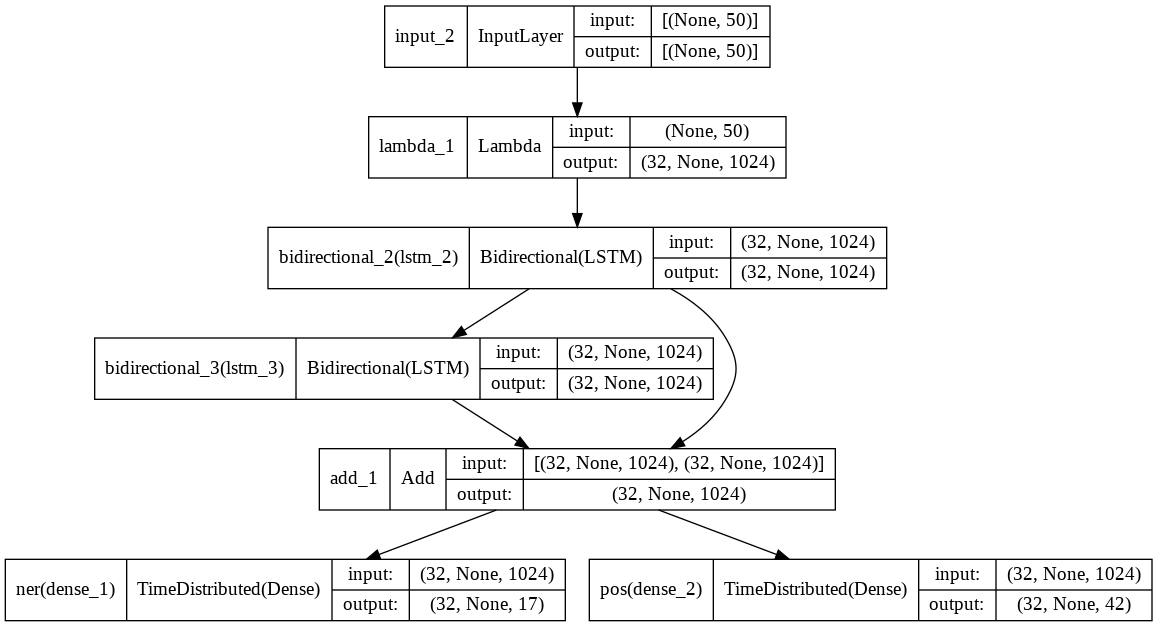 input_2 InputLayer input: [(None, 50)]
output: [(None, 50)]
lambda_1 Lambda input: (None, 50)
output: (32, None, 1024)
bidirectional_2(lstm_2) Bidirectional(LSTM) input: (32, None, 1024)
output: (32, None, 1024)
bidirectional_3(lstm_3) Bidirectional(LSTM) input: (32, None, 1024)
output: (32, None, 1024)
add_1 Add input: [(32, None, 1024), (32, None, 1024)]
output: (32, None, 1024)
ner(dense_1) TimeDistributed(Dense) input: (32, None, 1024)
output: (32, None, 17)
pos(dense_2) TimeDistributed(Dense) input: (32, None, 1024)
output: (32, None, 42)